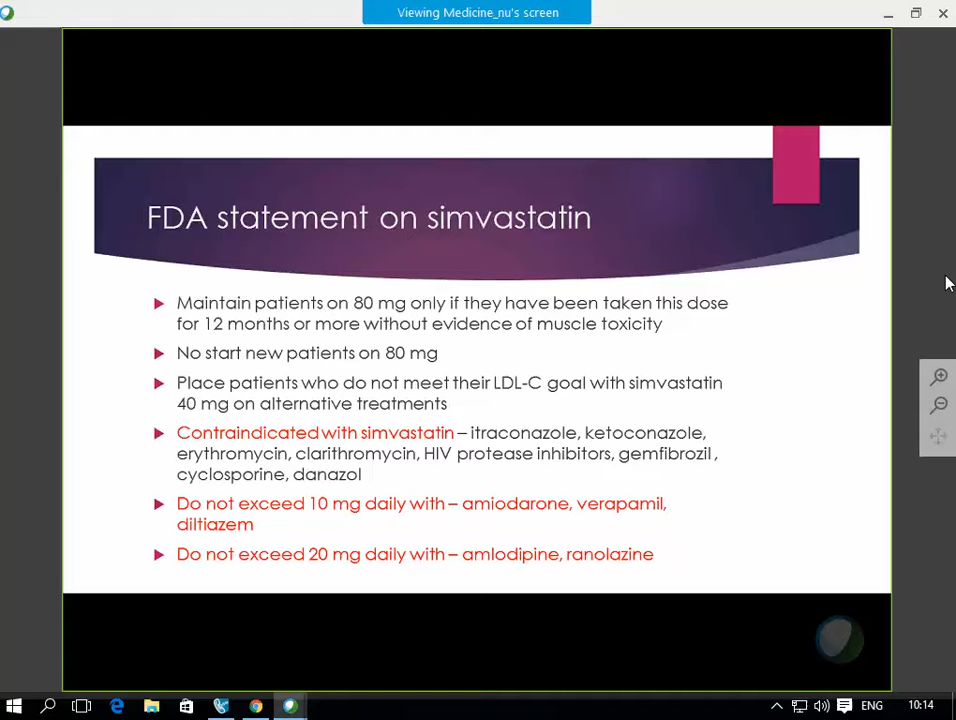 Viewing Medicine_nu's screen
FDA statement on simvastatin
Maintain patients on 80 mg only if they have been taken this dose
for 12 months or more without evidence of muscle toxicity
No start new patients on 80 mg
Place patients who do not meet their LDL-C goal with simvastatin
40 mg on alternative treatments
Contraindicated with simvastatin – itraconazole, ketoconazole,
erythromycin, clarithromycin, HIV protease inhibitors, gemfibrozil ,
cyclosporine, danazol
Do not exceed 10 mg daily with – amiodarone, verapamil,
diltiazem
Do not exceed 20 mg daily with – amlodipine, ranolazine
ENG
10:14